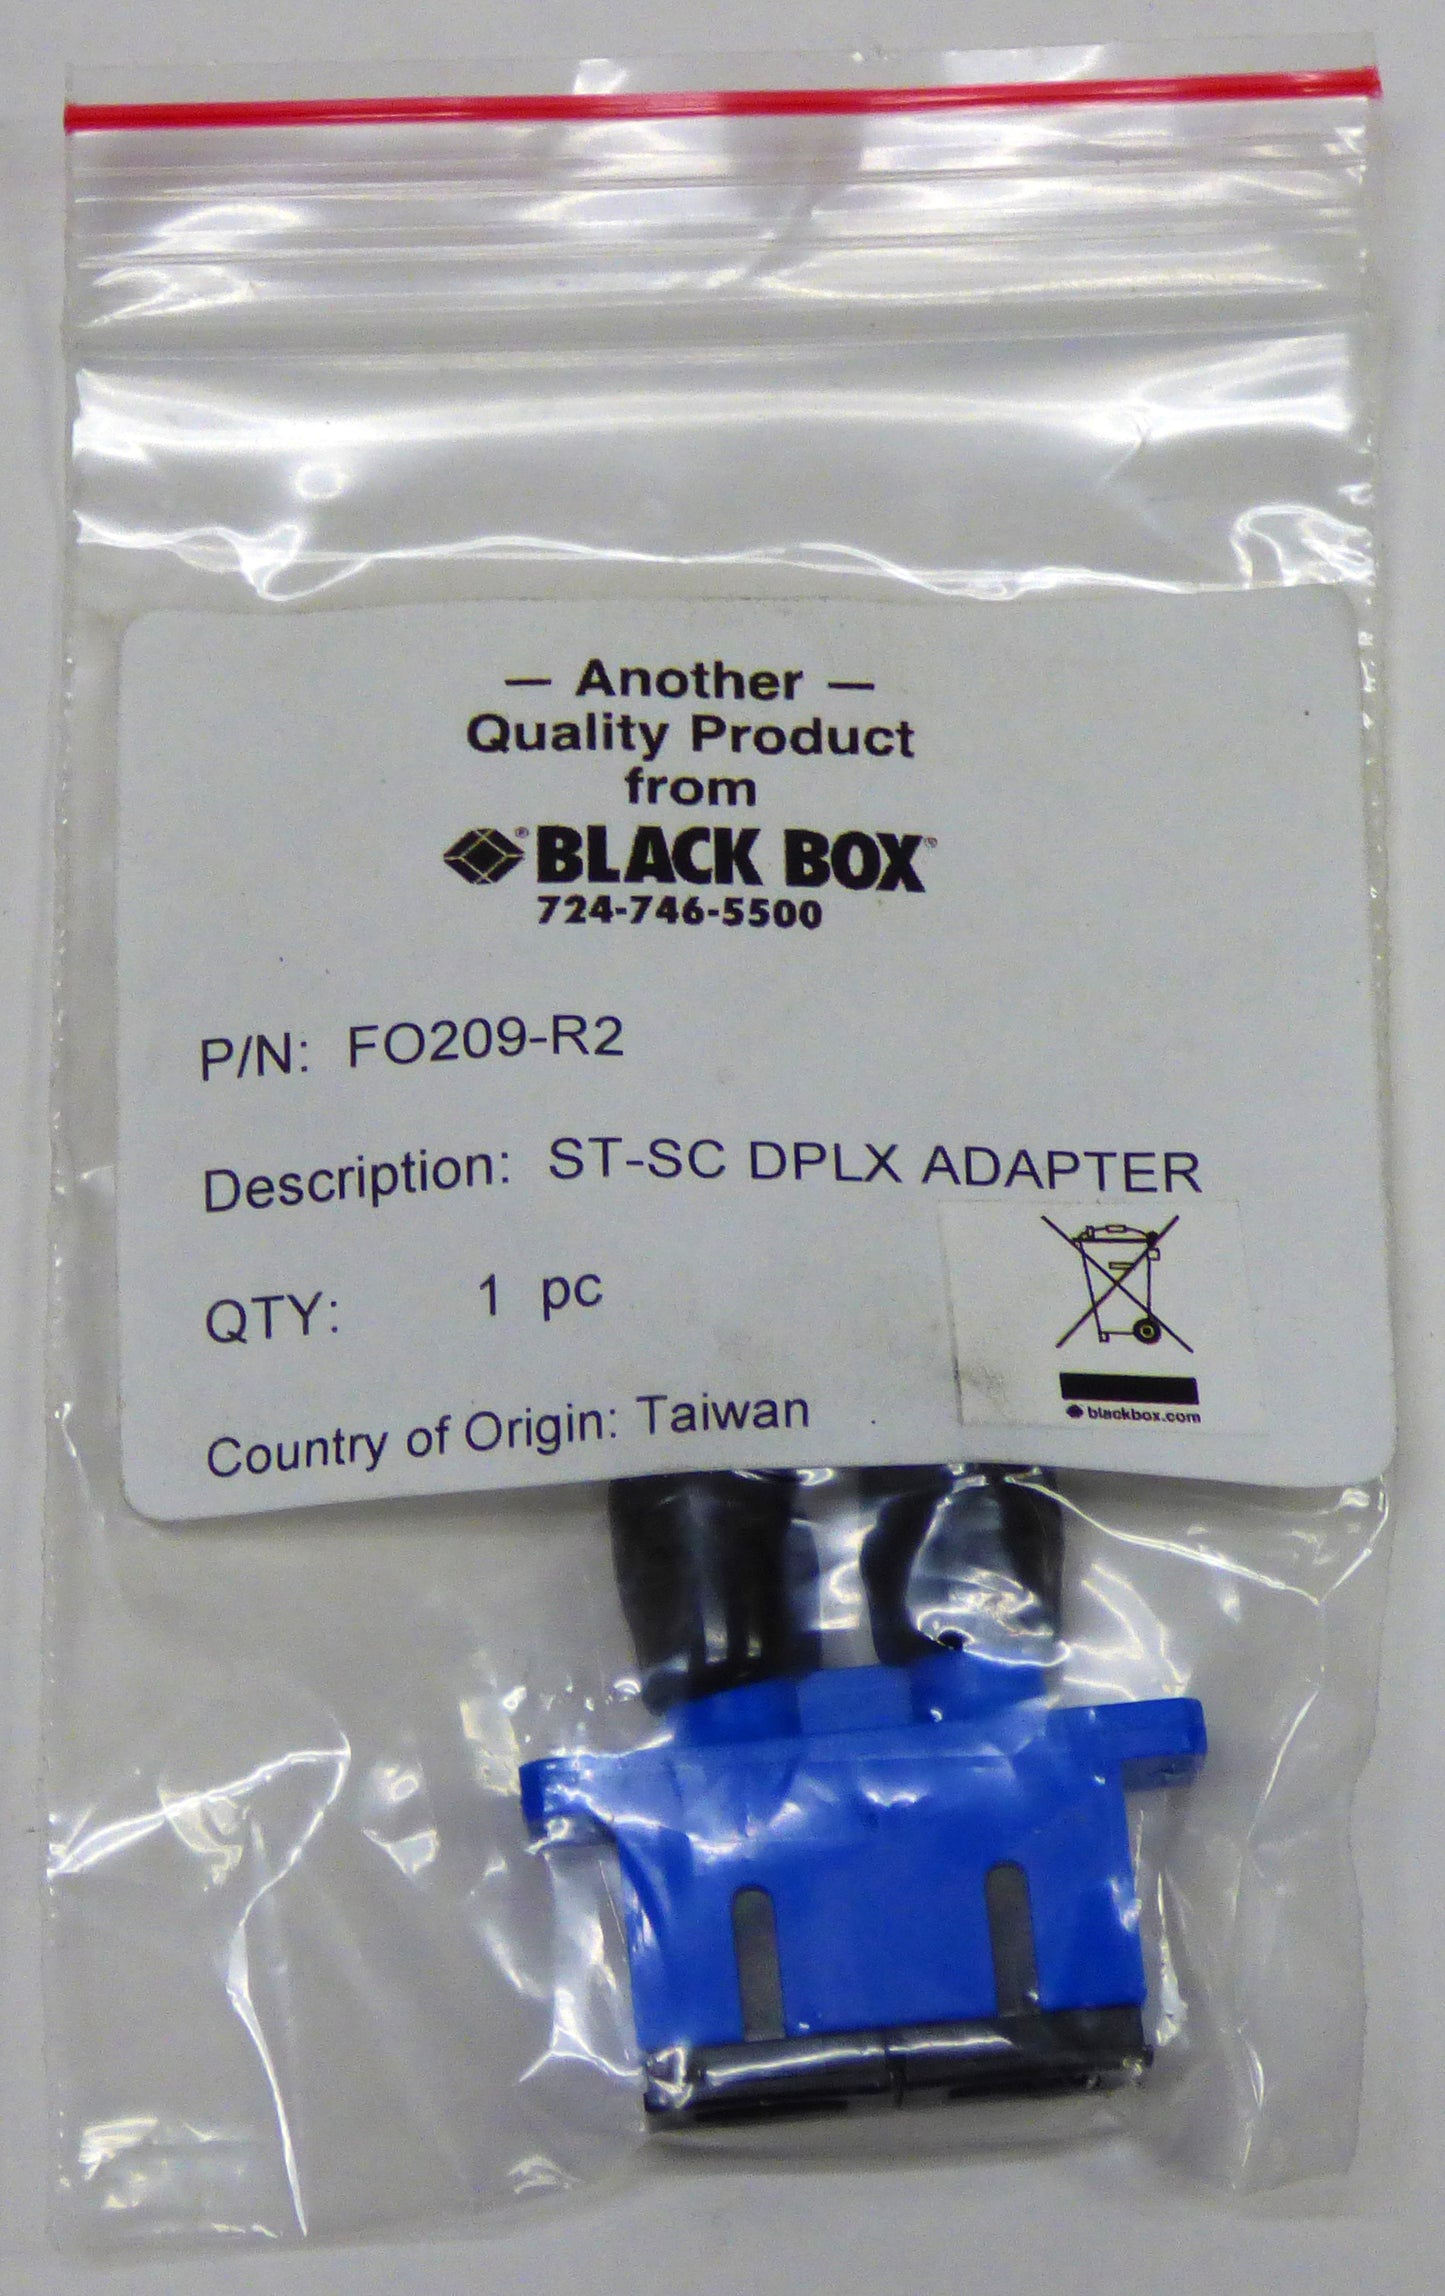 — Another —
Quality Product
from
BLACK BOX®
724-746-5500
P/N: FO209-R2
Description: ST-SC DPLX ADAPTER
QTY: 1 pc
Country of Origin: Taiwan
blackbox.com